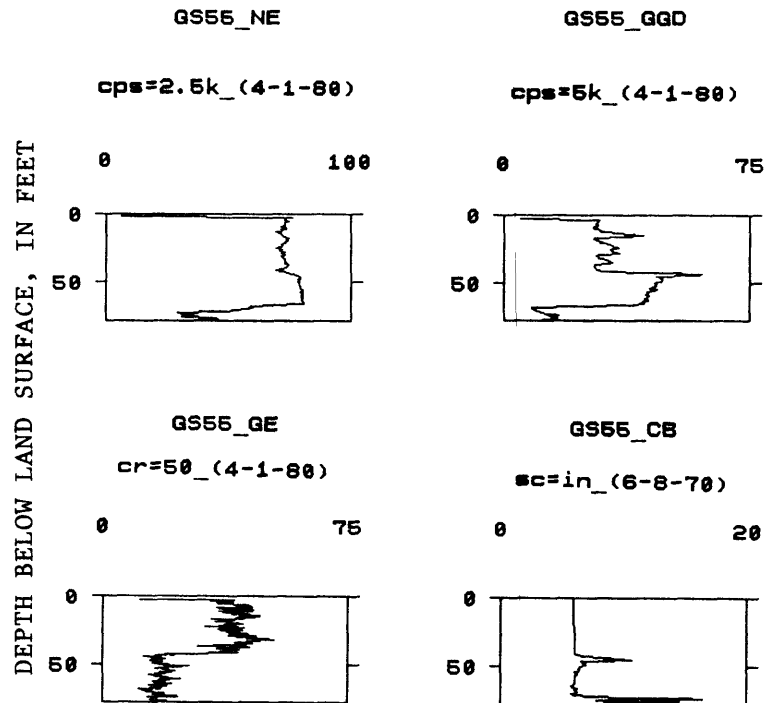 GS55_NE
cps=2.5k_(4-1-80)
0 100
0
50
GS55_GGD
cps=5k_(4-1-80)
0 75
0
50
DEPTH BELOW LAND SURFACE, IN FEET
GS55_GE
cr=50_(4-1-80)
0 75
0
50
GS55_CB
sc=in_(6-8-70)
0 20
0
50